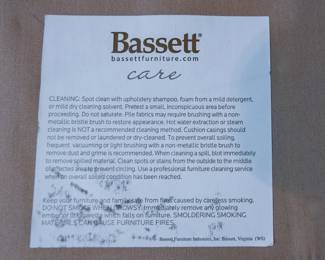 Bassett®
bassettfurniture.com
care
CLEANING: Spot clean with upholstery shampoo, foam from a mild detergent,
or mild dry cleaning solvent. Pretest a small, inconspicuous area before
proceeding. Do not saturate. Pile fabrics may require brushing with a non-
metallic bristle brush to restore appearance. Hot water extraction or steam
cleaning is NOT a recommended cleaning method. Cushion casings should
not be removed or laundered or dry-cleaned. To prevent overall soiling,
frequent vacuuming or light brushing with a non-metallic bristle brush to
remove dust and grime is recommended. When cleaning a spill, blot immediately
to remove spilled material. Clean spots or stains from the outside to the middle
of affected area to prevent circling. Use a professional furniture cleaning service
when an overall soiled condition has been reached.
Keep your furniture and families safe from fires caused by careless smoking.
DO NOT SMOKE WHEN DROWSY! Immediately remove any glowing
ember or lit cigarette which falls on furniture. SMOLDERING SMOKING
MATERIALS CAN CAUSE FURNITURE FIRES.
Bassett Furniture Industries, Inc. Bassett, Virginia